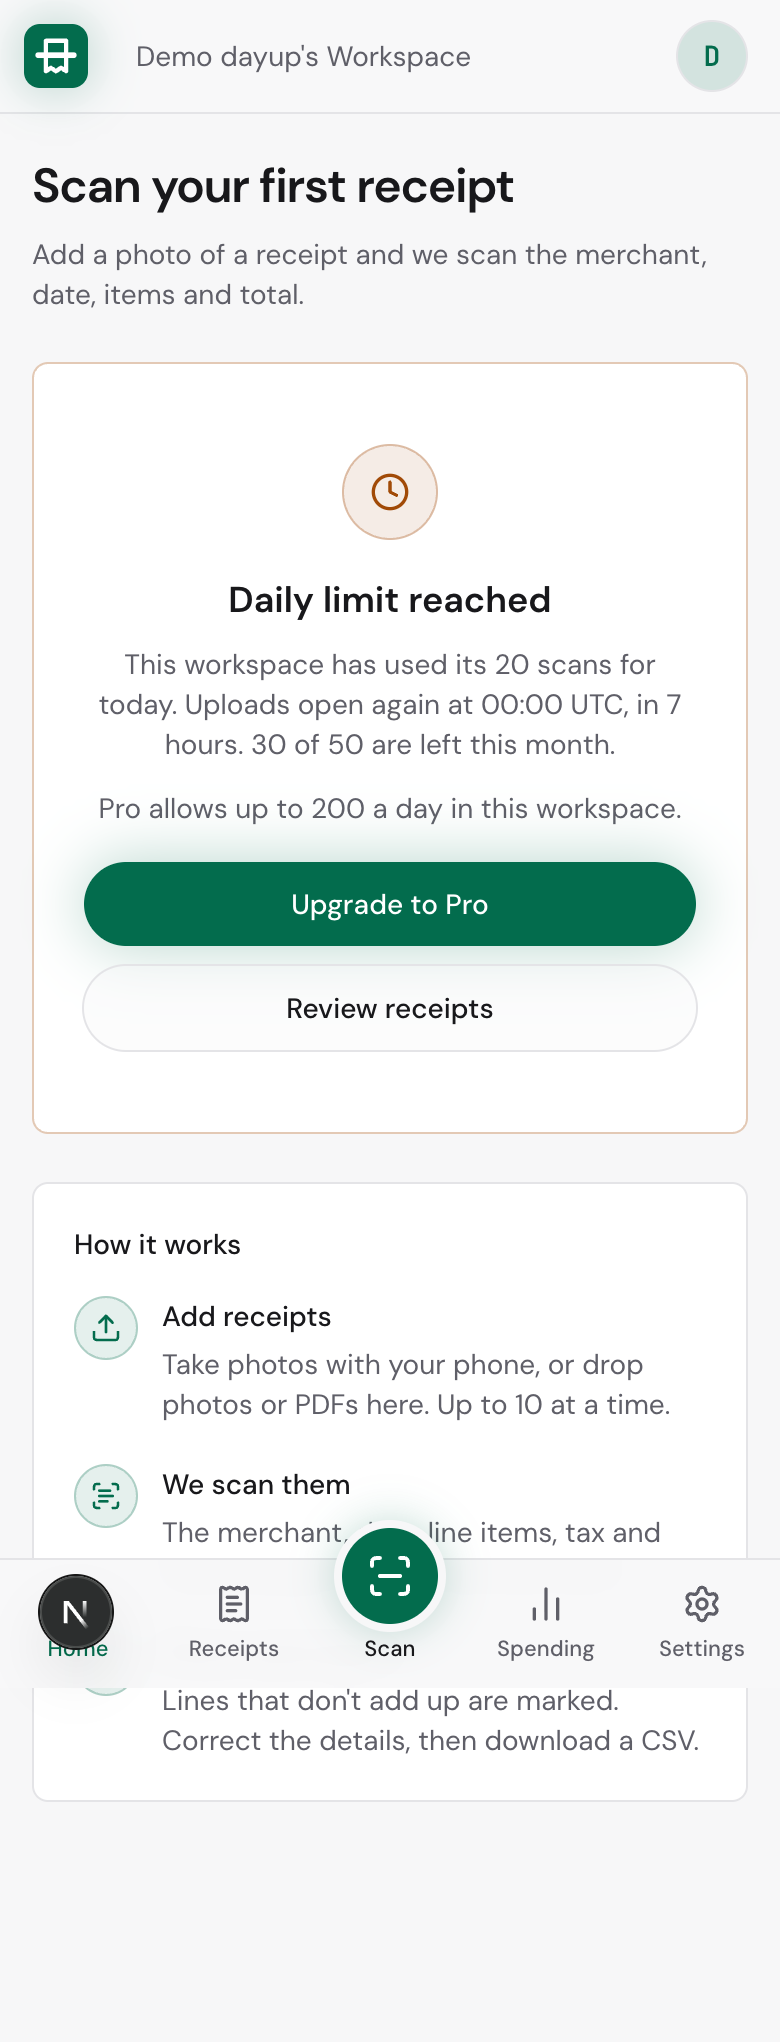 Demo dayup's Workspace
D
Scan your first receipt
Add a photo of a receipt and we scan the merchant,
date, items and total.
Daily limit reached
This workspace has used its 20 scans for
today. Uploads open again at 00:00 UTC, in 7
hours. 30 of 50 are left this month.
Pro allows up to 200 a day in this workspace.
Upgrade to Pro
Review receipts
How it works
Add receipts
Take photos with your phone, or drop
photos or PDFs here. Up to 10 at a time.
We scan them
The merchant, line items, tax and
N
Home
Receipts
Scan
Spending
Settings
Lines that don't add up are marked.
Correct the details, then download a CSV.